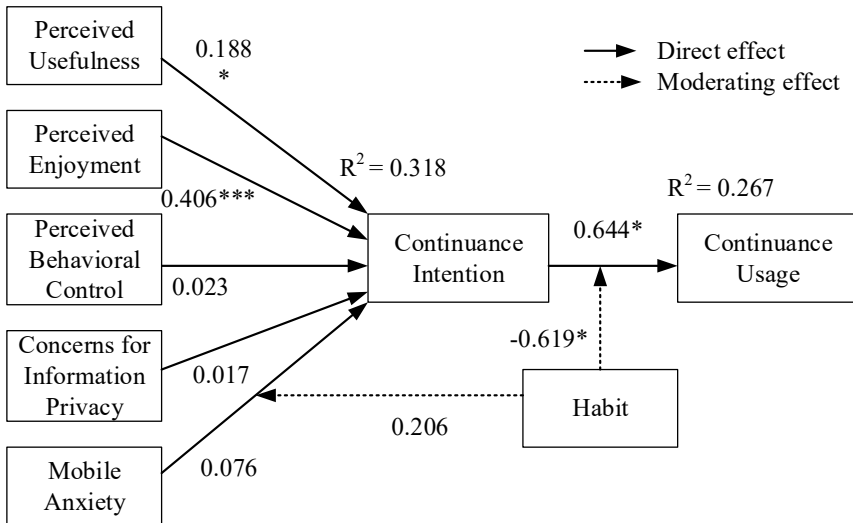 Perceived
Usefulness
0.188
*
Direct effect
Moderating effect
Perceived
Enjoyment
0.406***
R² = 0.318
R² = 0.267
Perceived
Behavioral
Control
0.023
Continuance
Intention
0.644*
Continuance
Usage
Concerns for
Information
Privacy
0.017
-0.619*
Habit
0.206
Mobile
Anxiety
0.076